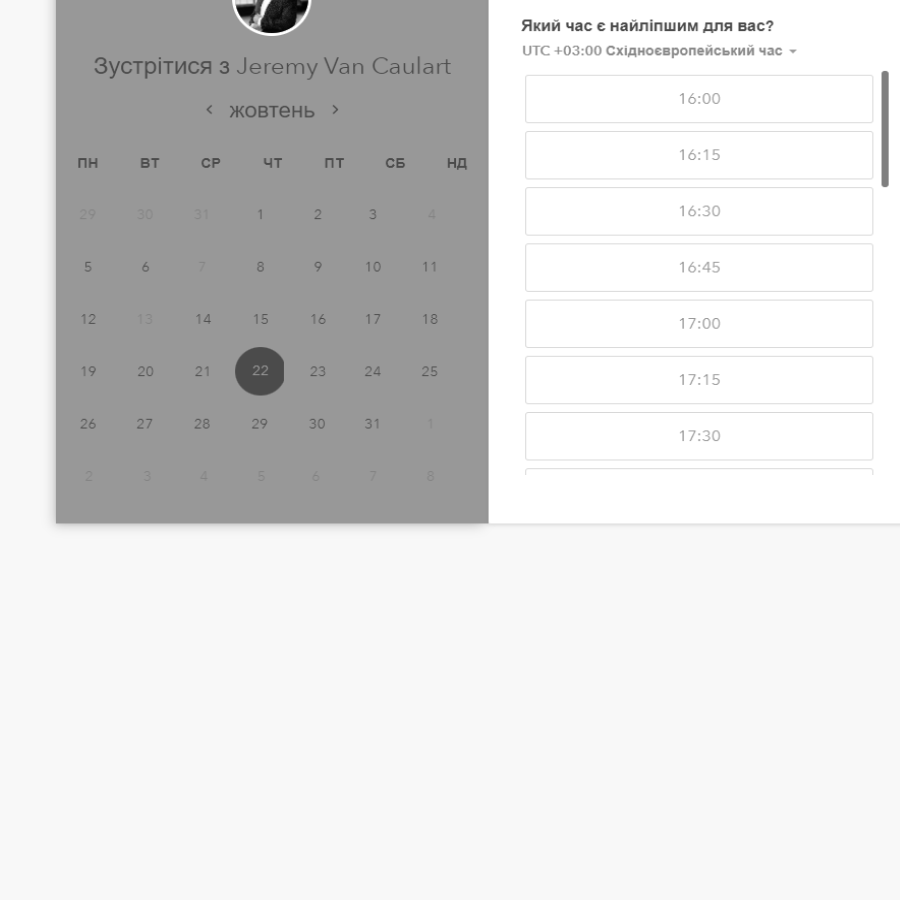 Зустрітися з Jeremy Van Caulart
жовтень
ПН ВТ СР ЧТ ПТ СБ НД
29 30 31 1 2 3 4
5 6 7 8 9 10 11
12 13 14 15 16 17 18
19 20 21 22 23 24 25
26 27 28 29 30 31 1
2 3 4 5 6 7 8
Який час є найліпшим для вас?
UTC +03:00 Східноєвропейський час
16:00
16:15
16:30
16:45
17:00
17:15
17:30